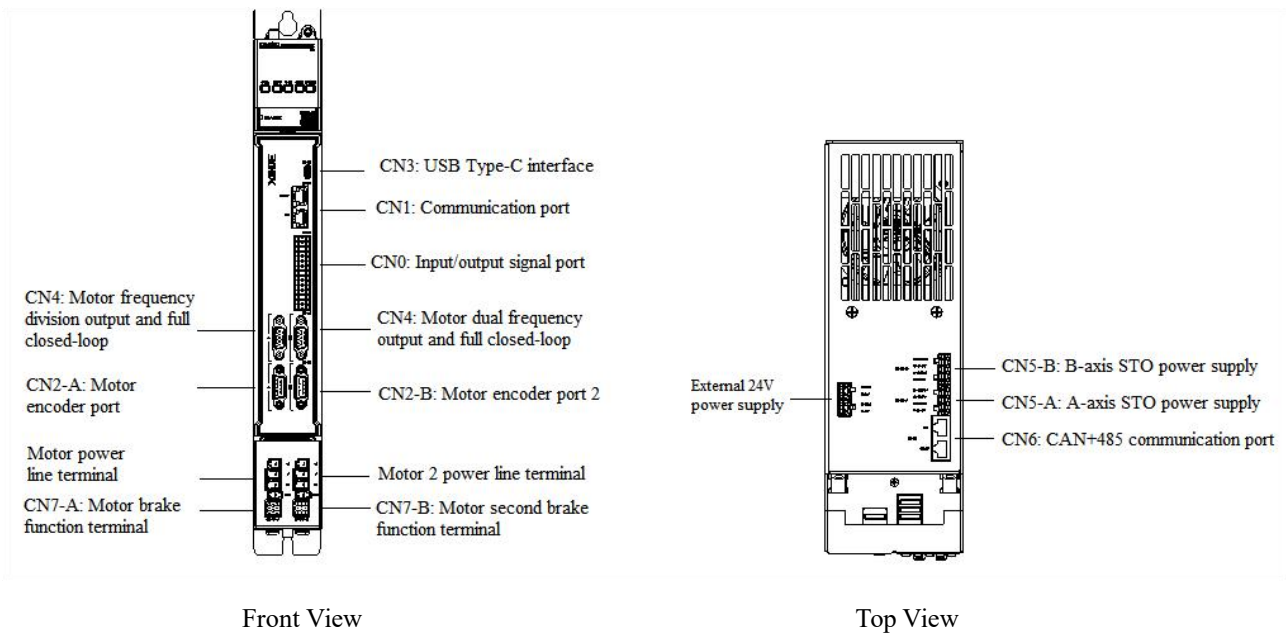 CN3: USB Type-C interface
CN1: Communication port
CN0: Input/output signal port
CN4: Motor frequency
division output and full
closed-loop
CN4: Motor dual frequency
output and full closed-loop
CN2-A: Motor
encoder port
CN2-B: Motor encoder port 2
Motor power
line terminal
Motor 2 power line terminal
CN7-A: Motor brake
function terminal
CN7-B: Motor second brake
function terminal
External 24V
power supply
CN5-B: B-axis STO power supply
CN5-A: A-axis STO power supply
CN6: CAN+485 communication port
Front View
Top View